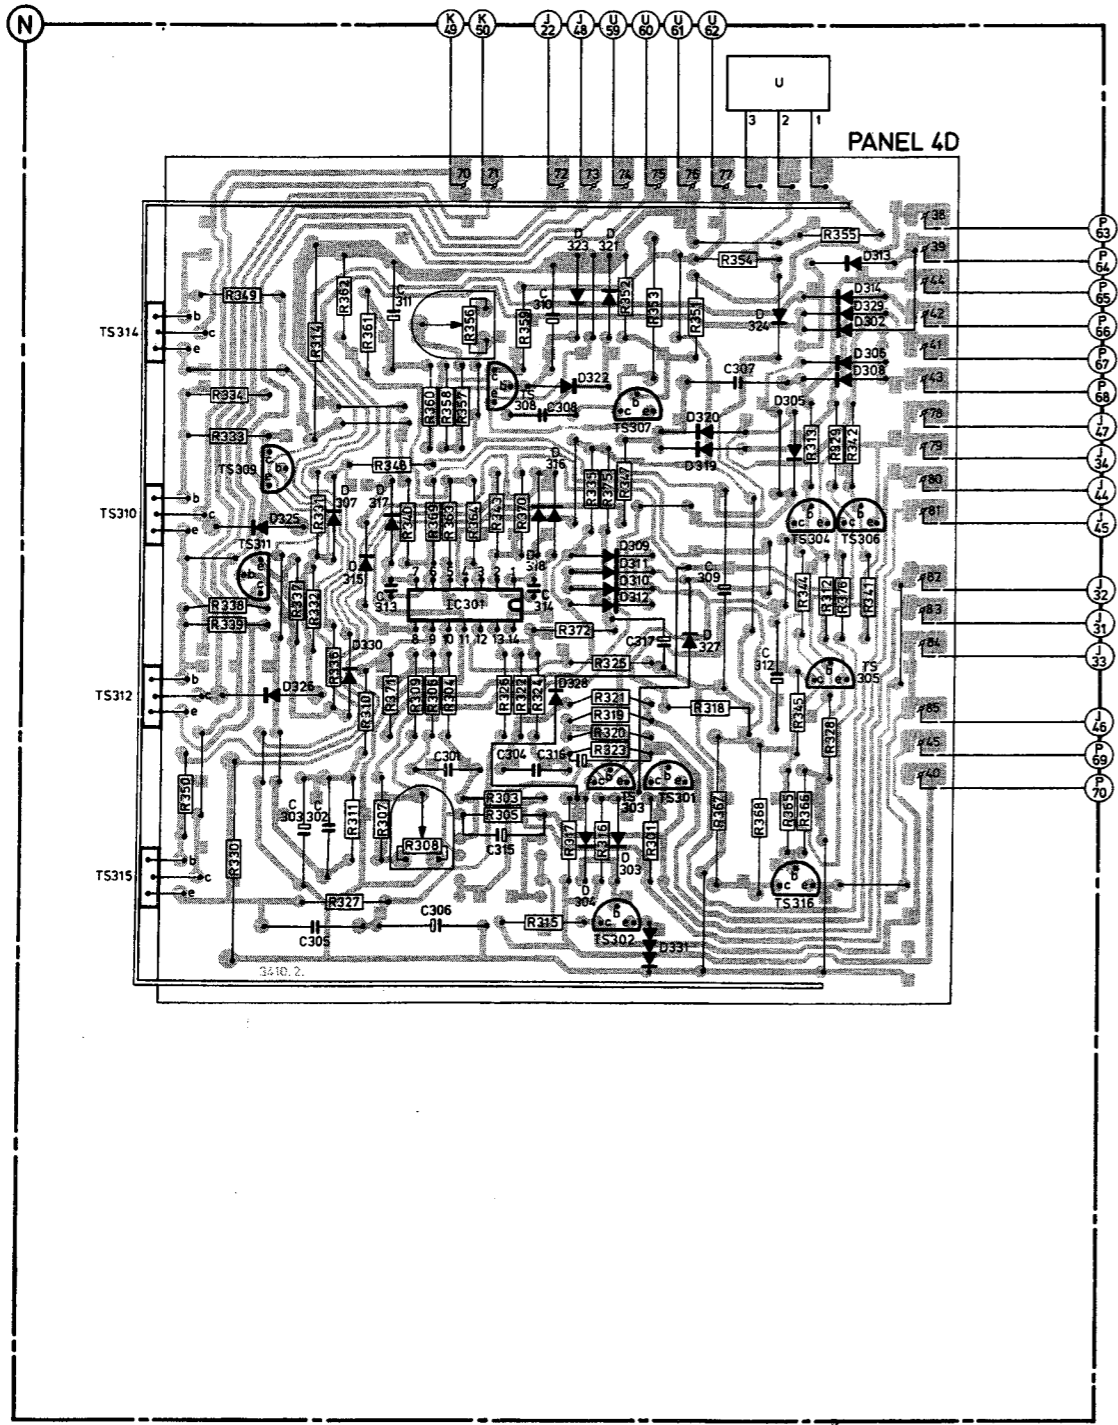 N
K 49
K 50
J 22
J 48
U 59
U 60
U 61
U 62
U
3 2 1
PANEL 4D
70 71 72 73 74 75 76 77
38
P 63
R355
D 323
D 321
39
P 64
R354
D313
44
P 65
R362
C 311
R349
D314
R352
R353
42
P 66
b
TS314
c
e
R314
R361
R356
R359
C 310
R351
D 324
D329
D302
41
P 67
D306
C307
D308
43
P 68
R334
R360
R358
R357
TS 308
C308
D322
TS307
D305
78
J 47
D320
R333
TS309
R346
D 316
D319
R313
R329
R342
79
J 34
R335
R375
R347
80
J 44
b
TS310
c
e
D325
R331
D 307
D 317
R340
R369
R363
R364
R343
R370
81
J 45
TS304
TS306
TS311
D 315
D 318
D309
D311
D310
D312
C 309
7 6 5 4 3 2 1
C 313
IC301
C 314
82
J 32
R337
R332
R338
R339
R344
R312
R376
R341
83
J 31
8 9 10 11 12 13 14
R372
C317
D 327
84
J 33
R336
D330
R325
C 312
TS 305
b
TS312
c
e
D326
R310
R371
R309
R306
R304
R326
R322
R324
D328
R321
R319
R320
R323
R318
R345
R328
85
J 46
45
P 69
C301
C304
C316
40
P 70
R350
C 303
C 302
R311
R307
R308
R303
R305
C315
TS 303
TS301
R317
R316
R301
R367
R368
R365
R366
R330
D 303
b
TS315
c
e
D 304
TS316
R327
C305
C306
R315
TS302
D331
3410.2.